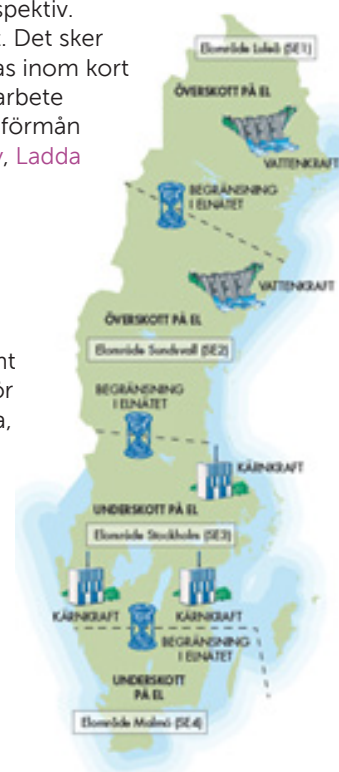 spektiv.
. Det sker
as inom kort
arbete
förmån
v, Ladda
nt
ör
a,
Elområde Luleå (SE1)
ÖVERSKOTT PÅ EL
VATTENKRAFT
BEGRÄNSNING
I ELNÄTET
VATTENKRAFT
ÖVERSKOTT PÅ EL
Elområde Sundsvall (SE2)
BEGRÄNSNING
I ELNÄTET
KÄRNKRAFT
UNDERSKOTT PÅ EL
Elområde Stockholm (SE3)
KÄRNKRAFT
KÄRNKRAFT
BEGRÄNSNING
I ELNÄTET
UNDERSKOTT
PÅ EL
Elområde Malmö (SE4)